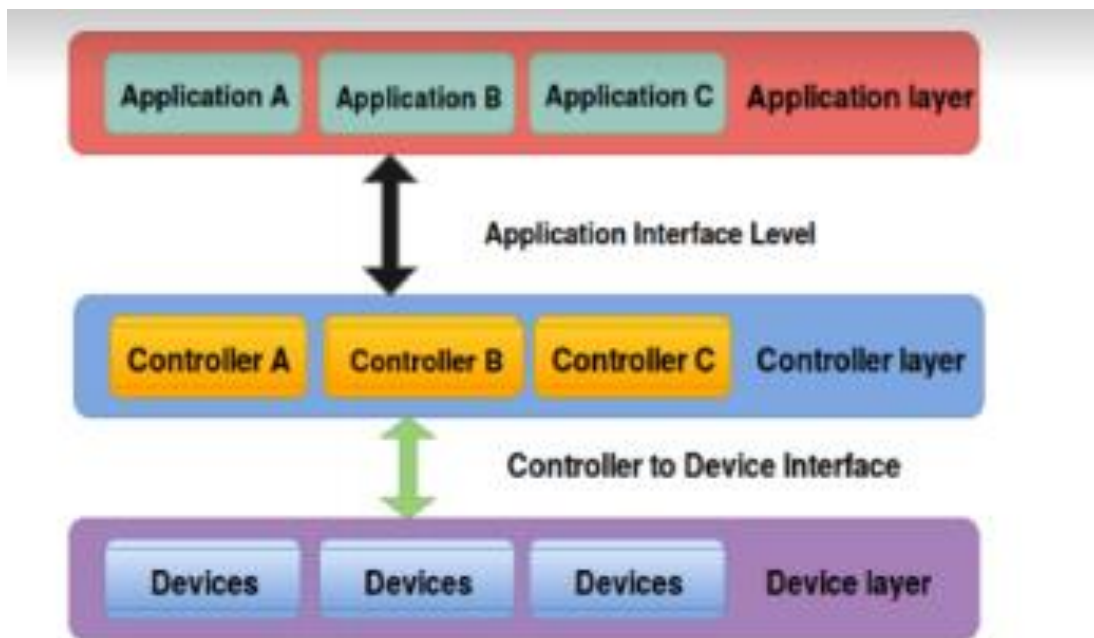 Application A
Application B
Application C
Application layer
Application Interface Level
Controller A
Controller B
Controller C
Controller layer
Controller to Device Interface
Devices
Devices
Devices
Device layer